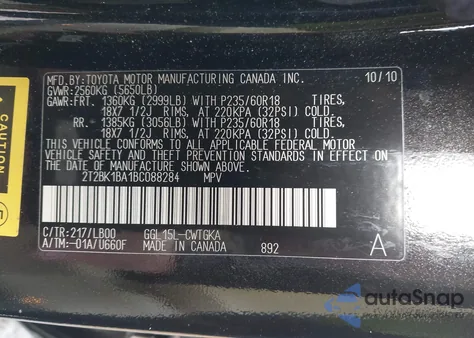 MFD.BY:TOYOTA MOTOR MANUFACTURING CANADA INC. 10/10
GVWR:2560KG (5650LB)
GAWR:FRT. 1360KG (2999LB) WITH P235/60R18 TIRES,
18X7 1/2J RIMS, AT 220KPA (32PSI) COLD
RR. 1385KG (3056LB) WITH P235/60R18 TIRES,
18X7 1/2J RIMS, AT 220KPA (32PSI) COLD
THIS VEHICLE CONFORMS TO ALL APPLICABLE FEDERAL MOTOR
VEHICLE SAFETY AND THEFT PREVENTION STANDARDS IN EFFECT ON
THE DATE OF MANUFACTURE SHOWN ABOVE.
2T2BK1BA1BC088284 MPV
C/TR:217/LB00 GGL15L-CWTGKA
A/TM:-01A/U660F MADE IN CANADA 892 A
CAUTION
autoSnap